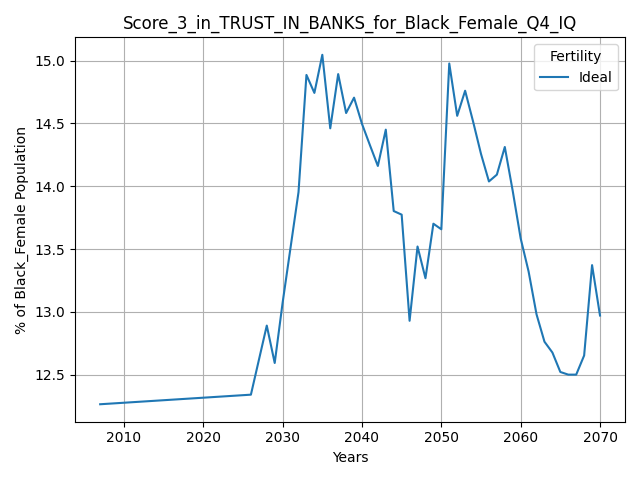 Score_3_in_TRUST_IN_BANKS_for_Black_Female_Q4_IQ
Fertility
Ideal
% of Black_Female Population
15.0
14.5
14.0
13.5
13.0
12.5
2010 2020 2030 2040 2050 2060 2070
Years